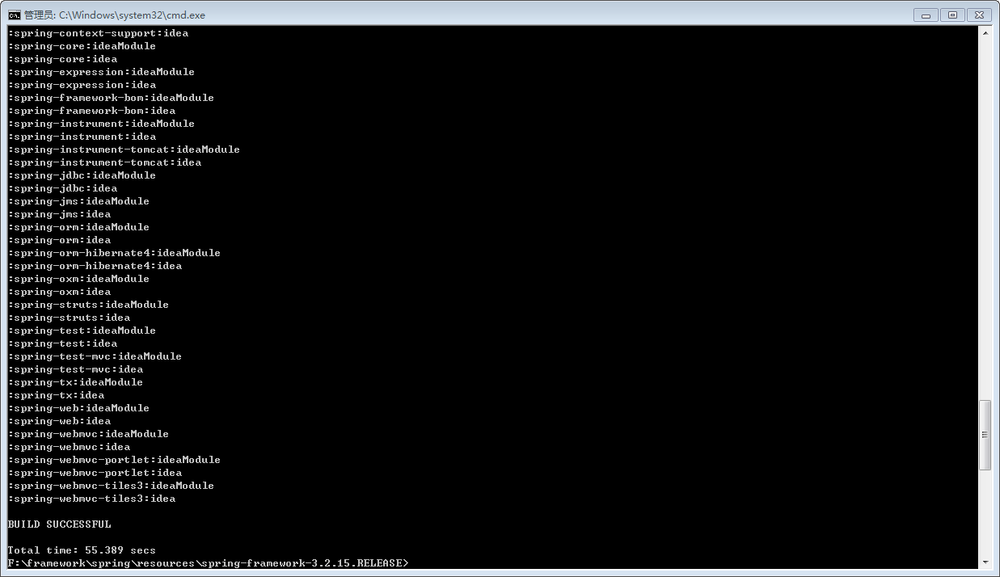 管理员: C:\Windows\system32\cmd.exe
:spring-context-support:idea
:spring-core:ideaModule
:spring-core:idea
:spring-expression:ideaModule
:spring-expression:idea
:spring-framework-bom:ideaModule
:spring-framework-bom:idea
:spring-instrument:ideaModule
:spring-instrument:idea
:spring-instrument-tomcat:ideaModule
:spring-instrument-tomcat:idea
:spring-jdbc:ideaModule
:spring-jdbc:idea
:spring-jms:ideaModule
:spring-jms:idea
:spring-orm:ideaModule
:spring-orm:idea
:spring-orm-hibernate4:ideaModule
:spring-orm-hibernate4:idea
:spring-oxm:ideaModule
:spring-oxm:idea
:spring-struts:ideaModule
:spring-struts:idea
:spring-test:ideaModule
:spring-test:idea
:spring-test-mvc:ideaModule
:spring-test-mvc:idea
:spring-tx:ideaModule
:spring-tx:idea
:spring-web:ideaModule
:spring-web:idea
:spring-webmvc:ideaModule
:spring-webmvc:idea
:spring-webmvc-portlet:ideaModule
:spring-webmvc-portlet:idea
:spring-webmvc-tiles3:ideaModule
:spring-webmvc-tiles3:idea
BUILD SUCCESSFUL
Total time: 55.389 secs
F:\framework\spring\resources\spring-framework-3.2.15.RELEASE>